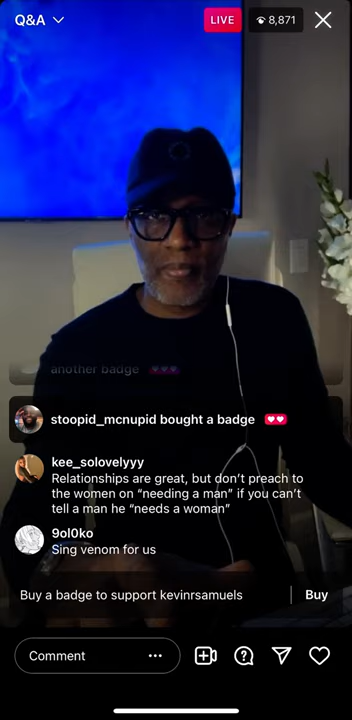 Q&A
LIVE
8,871
another badge
stoopid_mcnupid bought a badge
kee_solovelyyy
Relationships are great, but don’t preach to
the women on “needing a man” if you can’t
tell a man he “needs a woman”
9ol0ko
Sing venom for us
Buy a badge to support kevinrsamuels
Buy
Comment